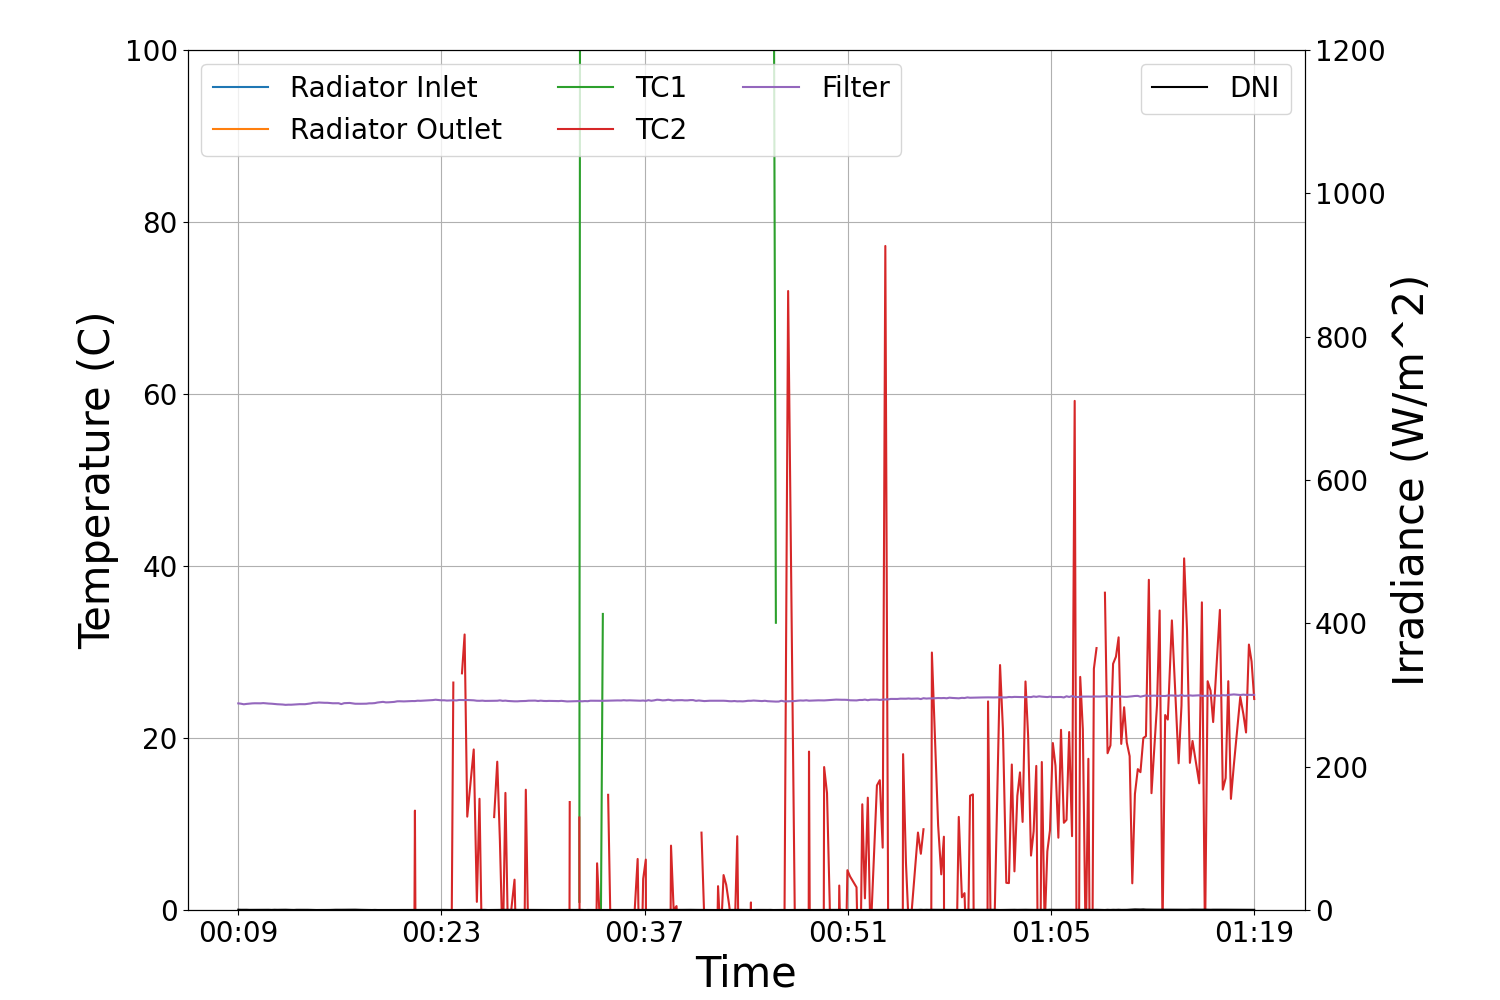 100
80
60
40
20
0
Temperature (C)
Radiator Inlet
Radiator Outlet
TC1
TC2
Filter
DNI
1200
1000
800
600
400
200
0
Irradiance (W/m^2)
00:09 00:23 00:37 00:51 01:05 01:19
Time